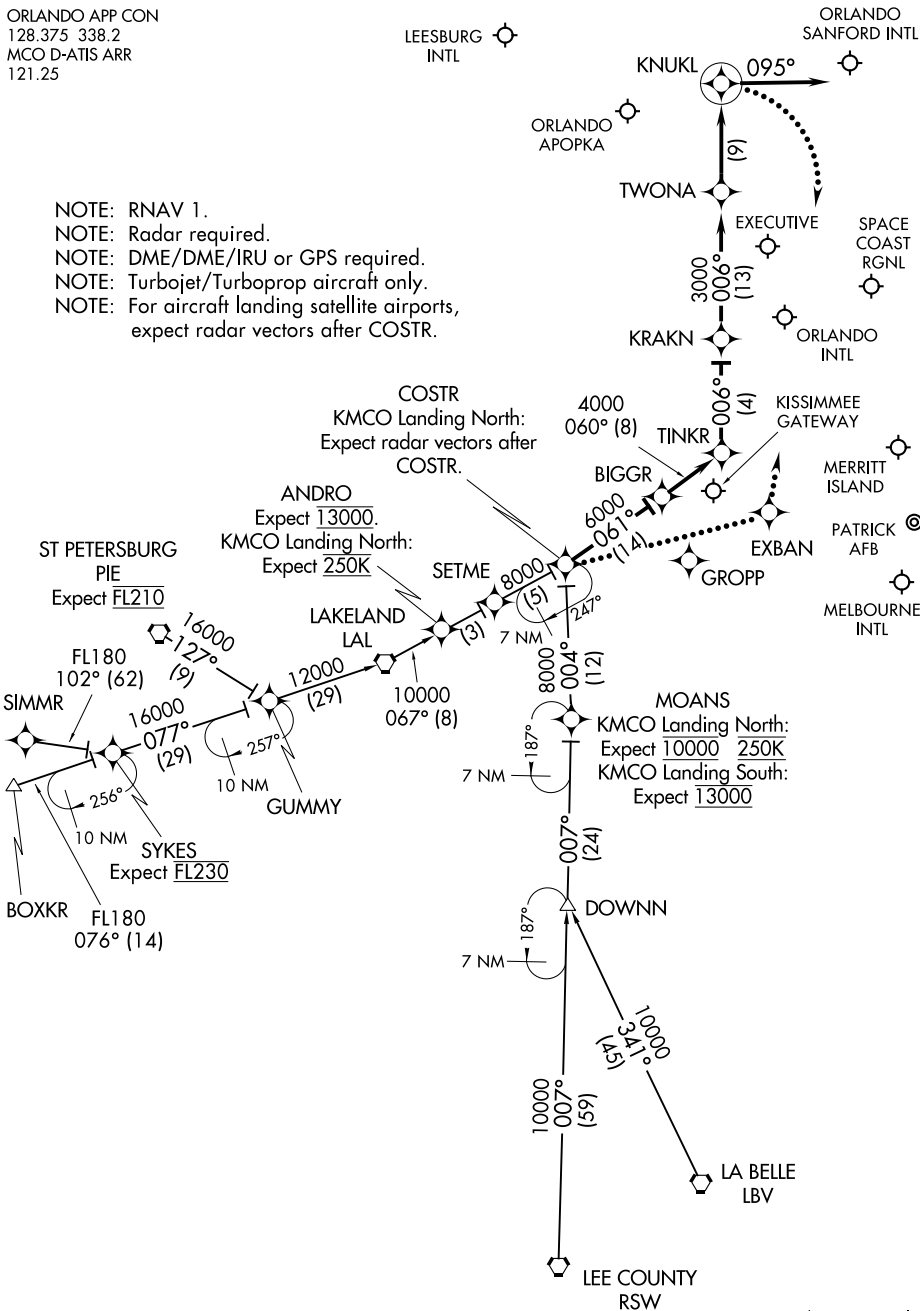 ORLANDO APP CON
128.375 338.2
MCO D-ATIS ARR
121.25
LEESBURG
INTL
ORLANDO
SANFORD INTL
KNUKL
095°
ORLANDO
APOPKA
(9)
TWONA
NOTE: RNAV 1.
NOTE: Radar required.
NOTE: DME/DME/IRU or GPS required.
NOTE: Turbojet/Turboprop aircraft only.
NOTE: For aircraft landing satellite airports,
expect radar vectors after COSTR.
EXECUTIVE
SPACE
COAST
RGNL
3000
006°
(13)
KRAKN
ORLANDO
INTL
006°
(4)
COSTR
KMCO Landing North:
Expect radar vectors after
COSTR.
4000
060° (8)
TINKR
KISSIMMEE
GATEWAY
BIGGR
MERRITT
ISLAND
ANDRO
Expect 13000.
KMCO Landing North:
Expect 250K
6000
061°
(14)
EXBAN
PATRICK
AFB
GROPP
MELBOURNE
INTL
ST PETERSBURG
PIE
Expect FL210
SETME
8000
(5)
247°
7 NM
(3)
LAKELAND
LAL
16000
127°
(9)
12000
(29)
10000
067° (8)
8000
004°
(12)
FL180
102° (62)
SIMMR
16000
077°
(29)
257°
10 NM
GUMMY
MOANS
KMCO Landing North:
Expect 10000 250K
KMCO Landing South:
Expect 13000
187°
7 NM
256°
10 NM
SYKES
Expect FL230
BOXKR
FL180
076° (14)
007°
(24)
DOWNN
187°
7 NM
10000
341°
(45)
10000
007°
(59)
LA BELLE
LBV
LEE COUNTY
RSW